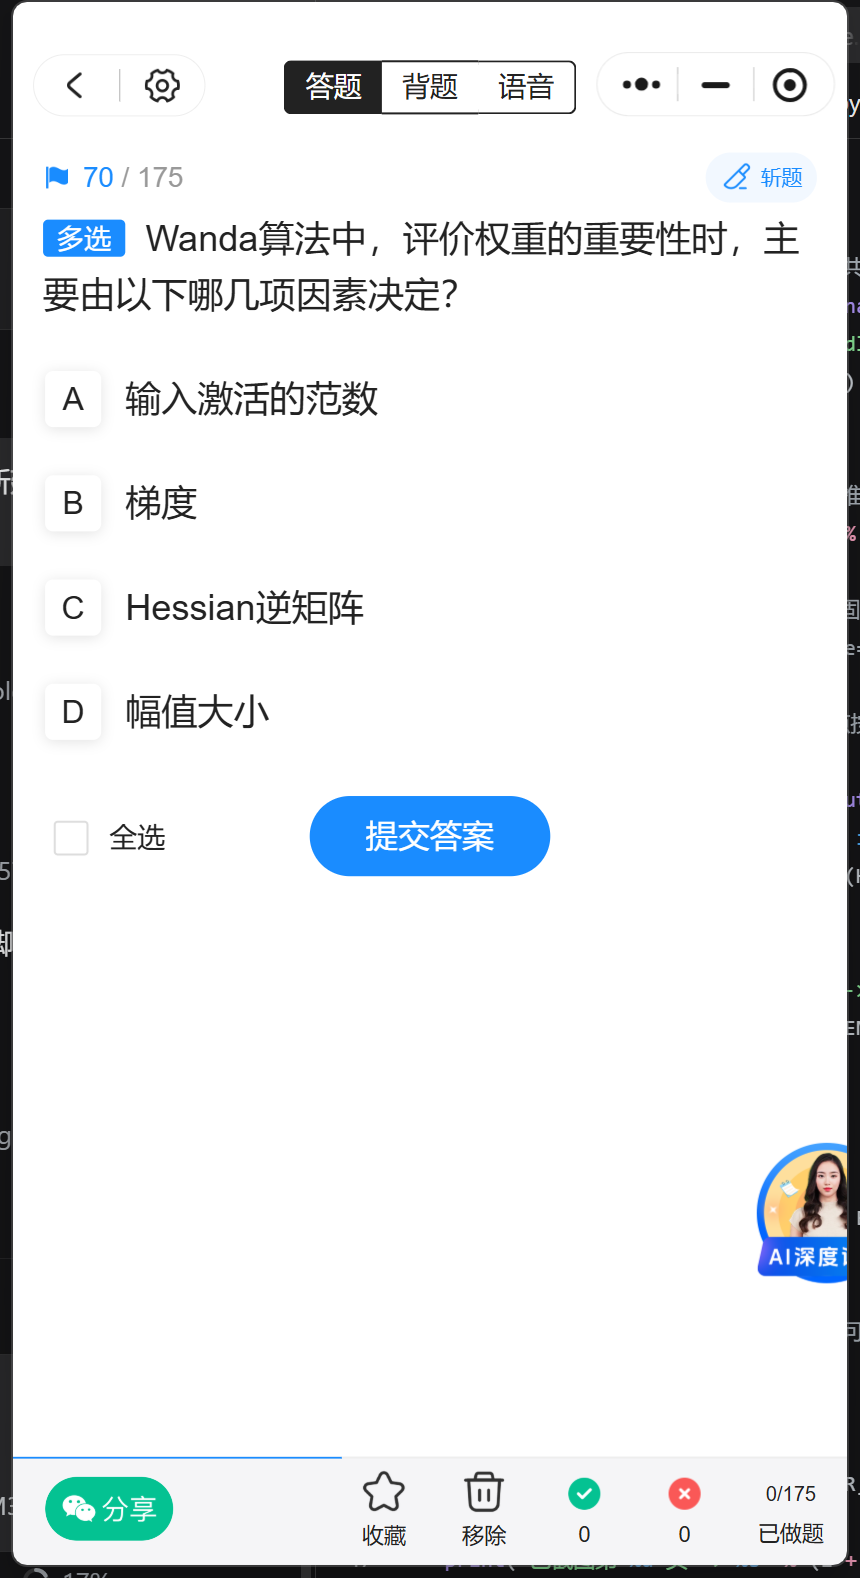 答题 背题 语音
70 / 175
斩题
多选 Wanda算法中，评价权重的重要性时，主
要由以下哪几项因素决定？
A 输入激活的范数
B 梯度
C Hessian逆矩阵
D 幅值大小
全选
提交答案
AI深度
分享
收藏
移除
0
0
0/175
已做题
17%